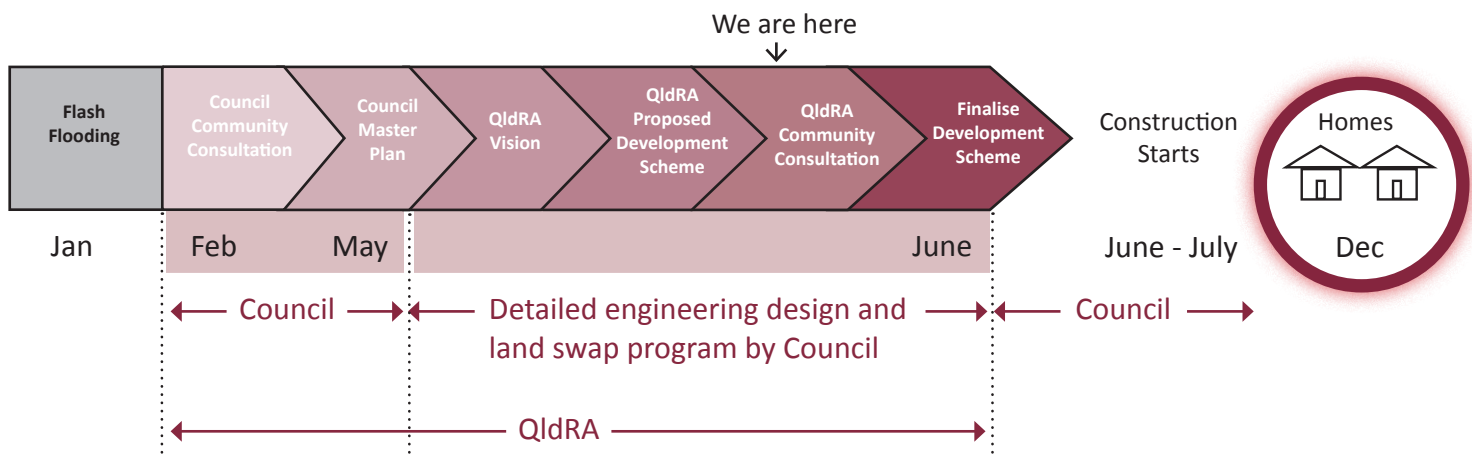 We are here
Flash
Flooding
Council
Community
Consultation
Council
Master
Plan
QldRA
Vision
QldRA
Proposed
Development
Scheme
QldRA
Community
Consultation
Finalise
Development
Scheme
Construction
Starts
Homes
Jan
Feb
May
June
June - July
Dec
Council
Detailed engineering design and
land swap program by Council
Council
QldRA